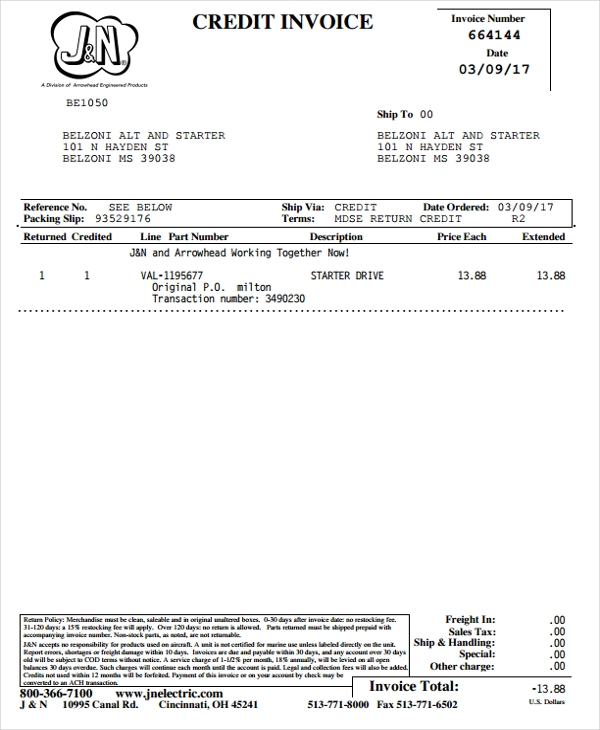 J&N®
A Division of Arrowhead Engineered Products
CREDIT INVOICE
Invoice Number
664144
Date
03/09/17
BE1050
Ship To 00
BELZONI ALT AND STARTER
101 N HAYDEN ST
BELZONI MS 39038
BELZONI ALT AND STARTER
101 N HAYDEN ST
BELZONI MS 39038
Reference No. SEE BELOW Ship Via: CREDIT Date Ordered: 03/09/17
Packing Slip: 93529176 Terms: MDSE RETURN CREDIT R2
Returned Credited Line Part Number Description Price Each Extended
J&N and Arrowhead Working Together Now!
1 1 VAL-1195677 STARTER DRIVE 13.88 13.88
Original P.O. milton
Transaction number: 3490230
Return Policy: Merchandise must be clean, saleable and in original unaltered boxes. 0-30 days after invoice date: no restocking fee.
31-120 days: a 15% restocking fee will apply. Over 120 days: no return is allowed. Parts returned must be shipped prepaid with
accompanying invoice number. Non-stock parts, as noted, are not returnable.
J&N accepts no responsibility for products used on aircraft. A unit is not certified for marine use unless labeled directly on the unit.
Report errors, shortages or freight damage within 10 days. Invoices are due and payable within 30 days, and any account over 30 days
old will be subject to COD terms without notice. A service charge of 1-1/2% per month, 18% annually, will be levied on all open
balances 30 days overdue. Service will continue each month until the account is paid. Legal and collection fees will also be added.
Credits not used within 12 months will be forfeited. Payment of this invoice or on your account by check may be
converted to an ACH transaction.
Freight In: .00
Sales Tax: .00
Ship & Handling: .00
Special: .00
Other charge: .00
Invoice Total: -13.88
U.S. Dollars
800-366-7100 www.jnelectric.com
J & N 10995 Canal Rd. Cincinnati, OH 45241 513-771-8000 Fax 513-771-6502